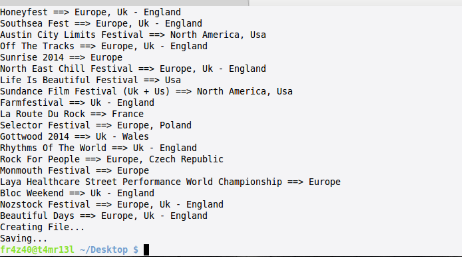 Honeyfest ==> Europe, Uk - England
Southsea Fest ==> Europe, Uk - England
Austin City Limits Festival ==> North America, Usa
Off The Tracks ==> Europe, Uk - England
Sunrise 2014 ==> Europe
North East Chill Festival ==> Europe, Uk - England
Life Is Beautiful Festival ==> Usa
Sundance Film Festival (Uk + Us) ==> North America, Usa
Farmfestival ==> Uk - England
La Route Du Rock ==> France
Selector Festival ==> Europe, Poland
Gottwood 2014 ==> Uk - Wales
Rhythms Of The World ==> Uk - England
Rock For People ==> Europe, Czech Republic
Monmouth Festival ==> Europe
Laya Healthcare Street Performance World Championship ==> Europe
Bloc Weekend ==> Uk - England
Nozstock Festival ==> Europe, Uk - England
Beautiful Days ==> Europe, Uk - England
Creating File...
Saving...
fr4z40@t4mr13l ~/Desktop $